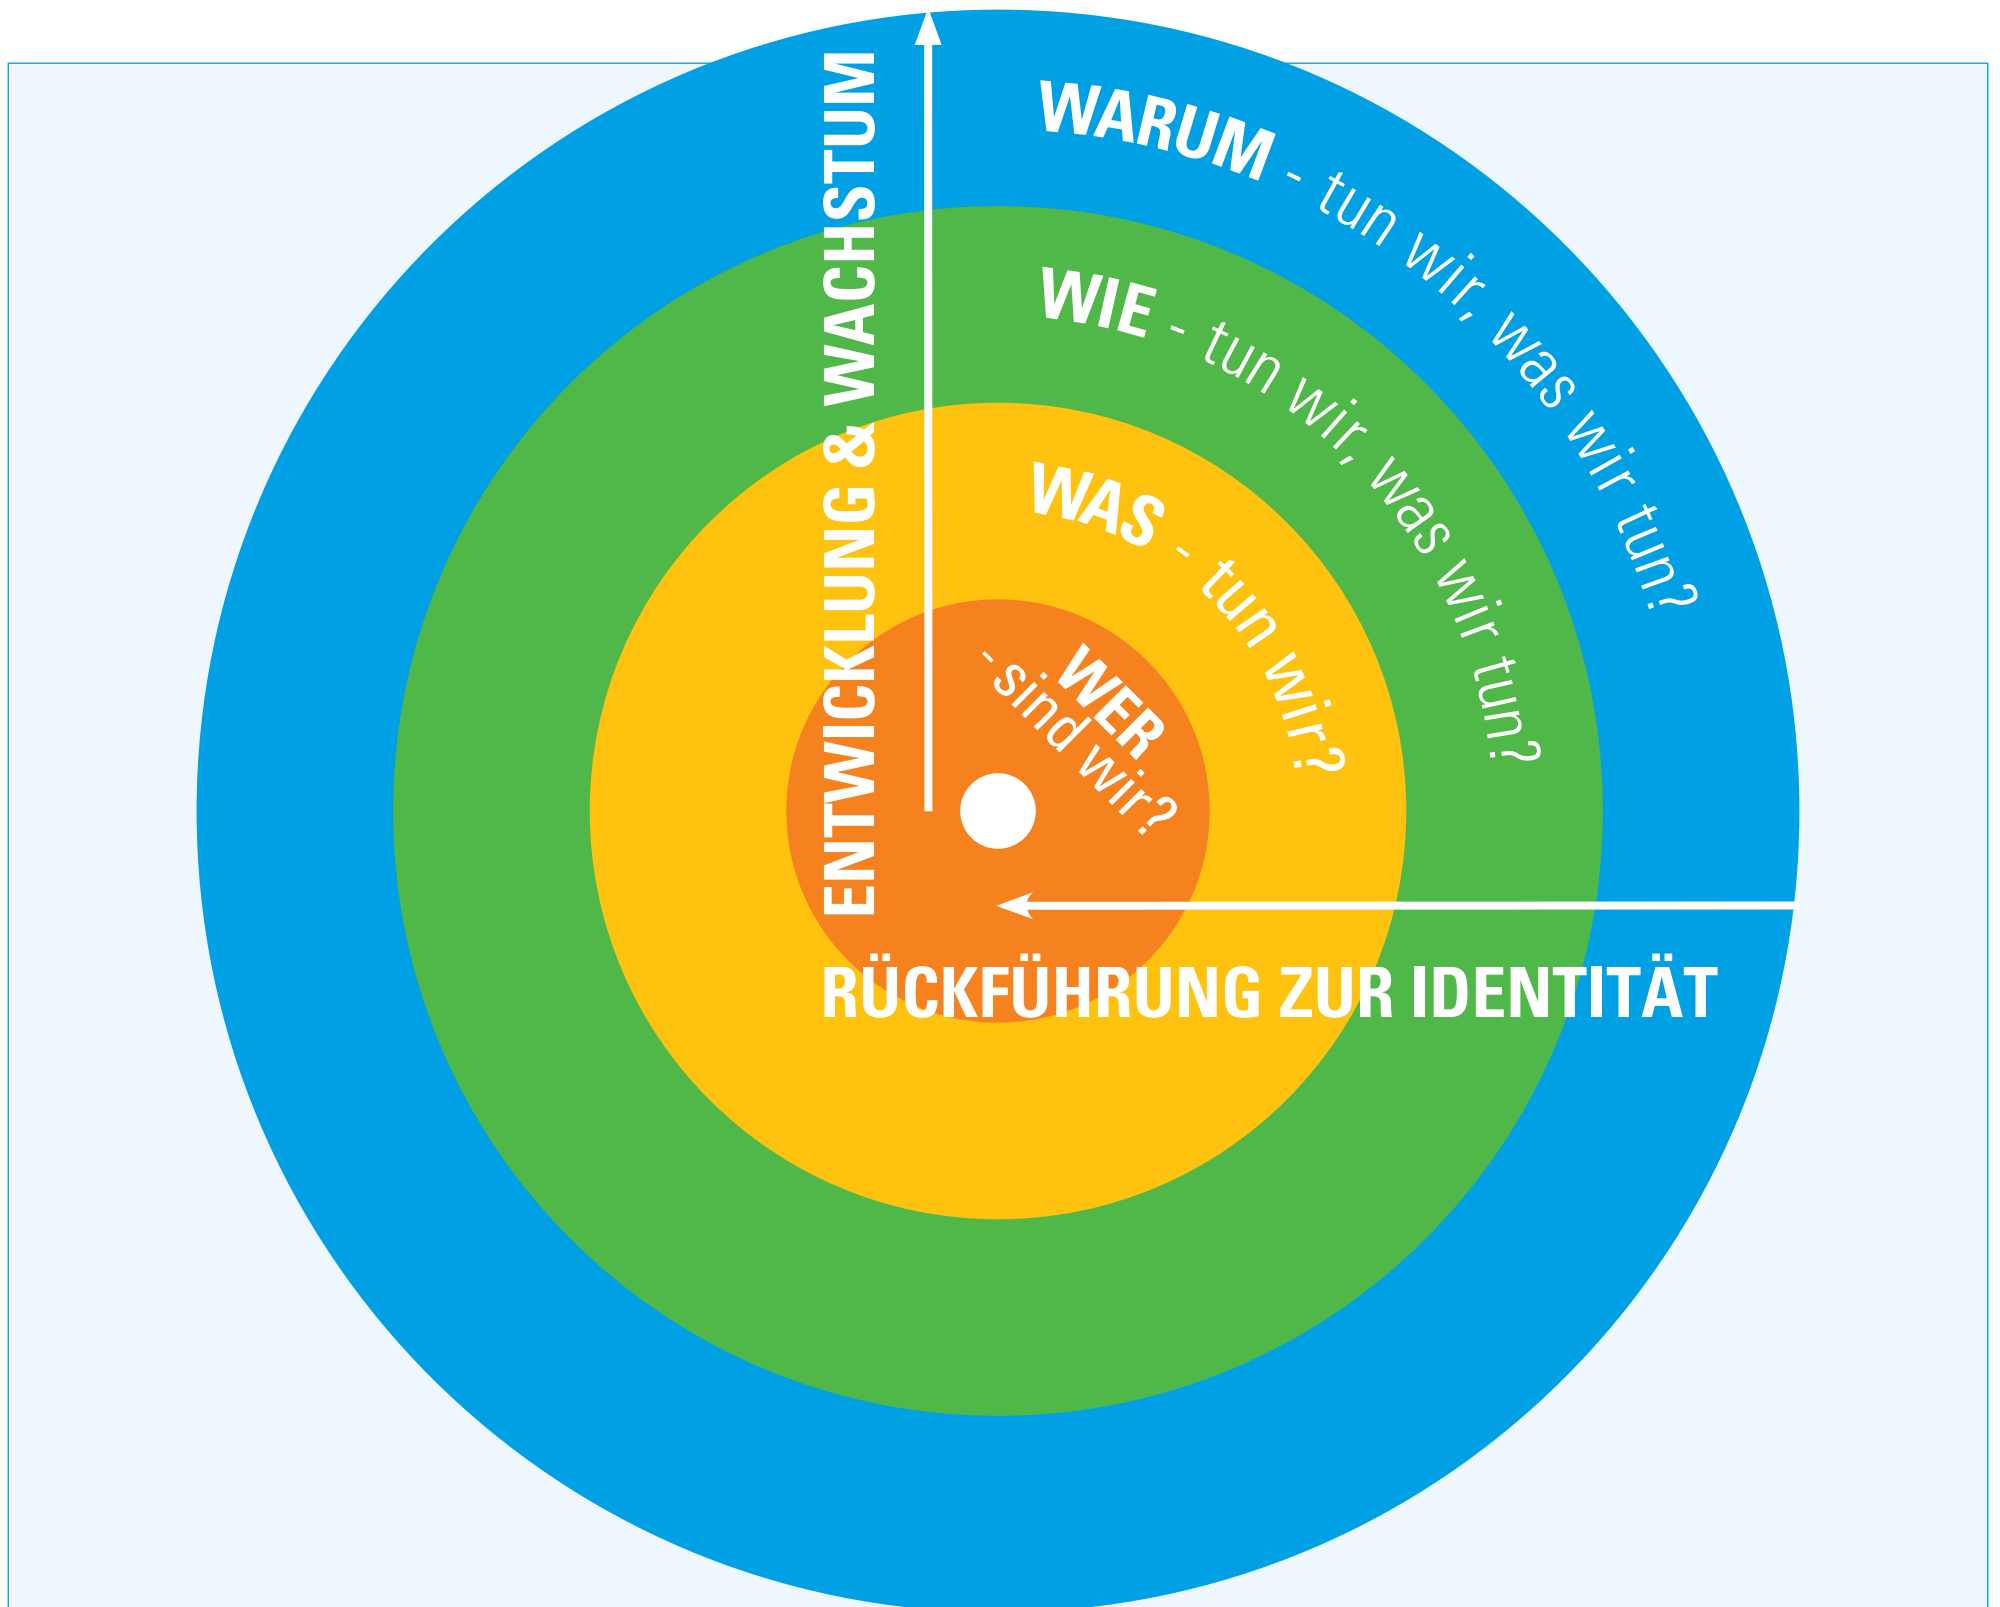 WARUM - tun wir, was wir tun?
WIE - tun wir, was wir tun?
WAS - tun wir?
WER
- sind wir?
ENTWICKLUNG & WACHSTUM
RÜCKFÜHRUNG ZUR IDENTITÄT